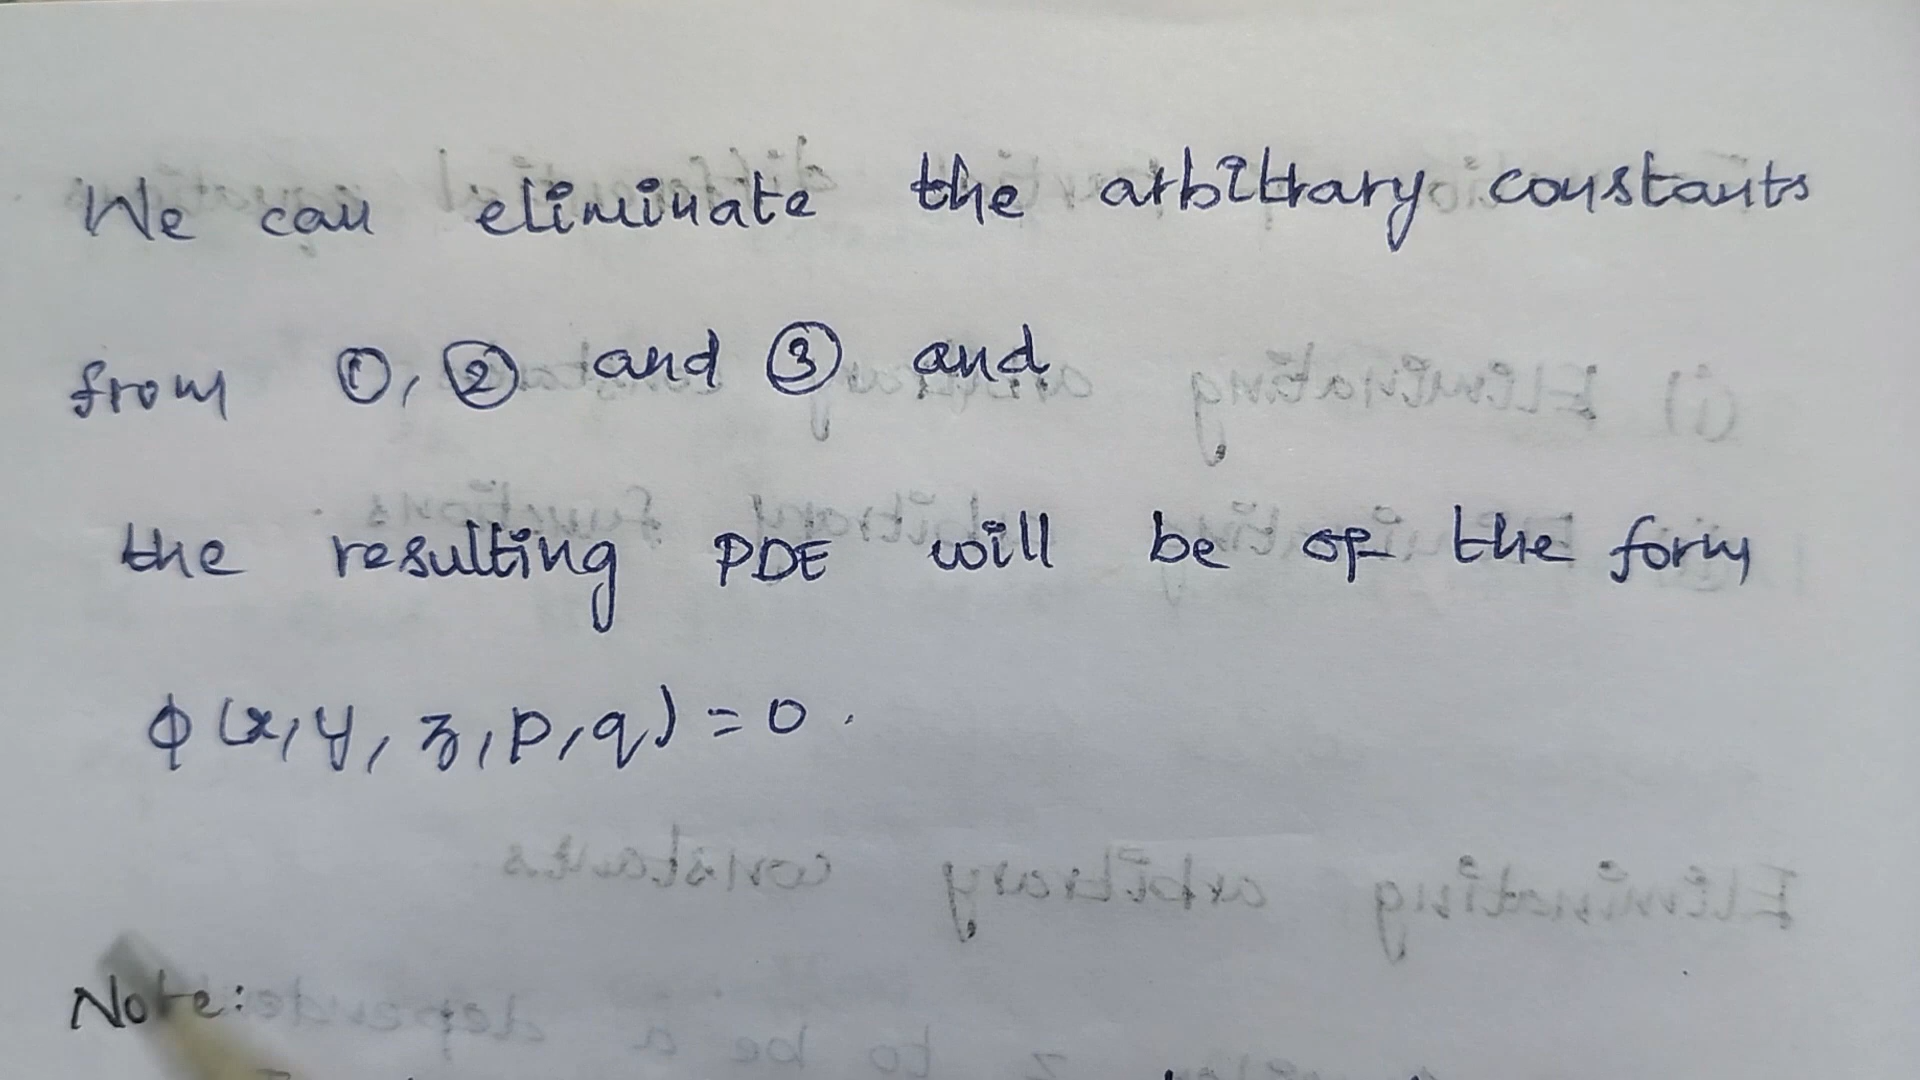 We can eliminate the arbitrary constants
from ①, ② and ③ and
the resulting PDE will be of the form
ϕ (x, y, z, p, q) = 0.
Note: